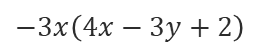 −3x(4x − 3y + 2)